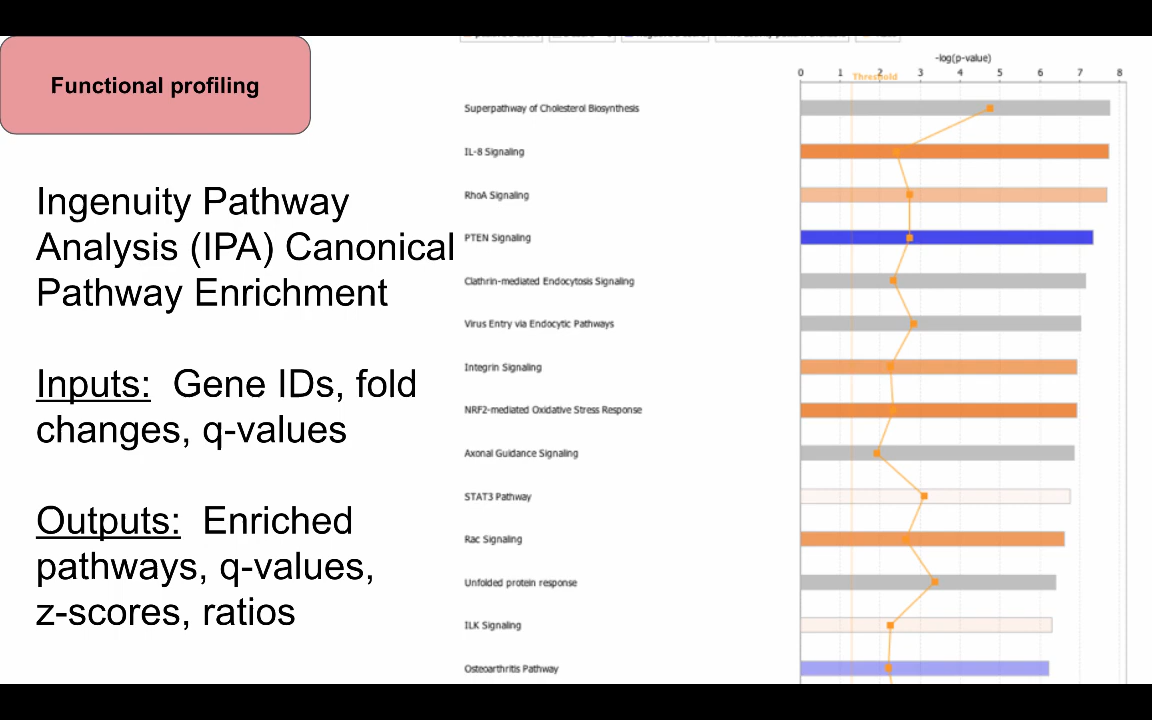 Functional profiling
Ingenuity Pathway
Analysis (IPA) Canonical
Pathway Enrichment
Inputs: Gene IDs, fold
changes, q-values
Outputs: Enriched
pathways, q-values,
z-scores, ratios
-log(p-value)
0 1 2 3 4 5 6 7 8
Threshold
Superpathway of Cholesterol Biosynthesis
IL-8 Signaling
RhoA Signaling
PTEN Signaling
Clathrin-mediated Endocytosis Signaling
Virus Entry via Endocytic Pathways
Integrin Signaling
NRF2-mediated Oxidative Stress Response
Axonal Guidance Signaling
STAT3 Pathway
Rac Signaling
Unfolded protein response
ILK Signaling
Osteoarthritis Pathway